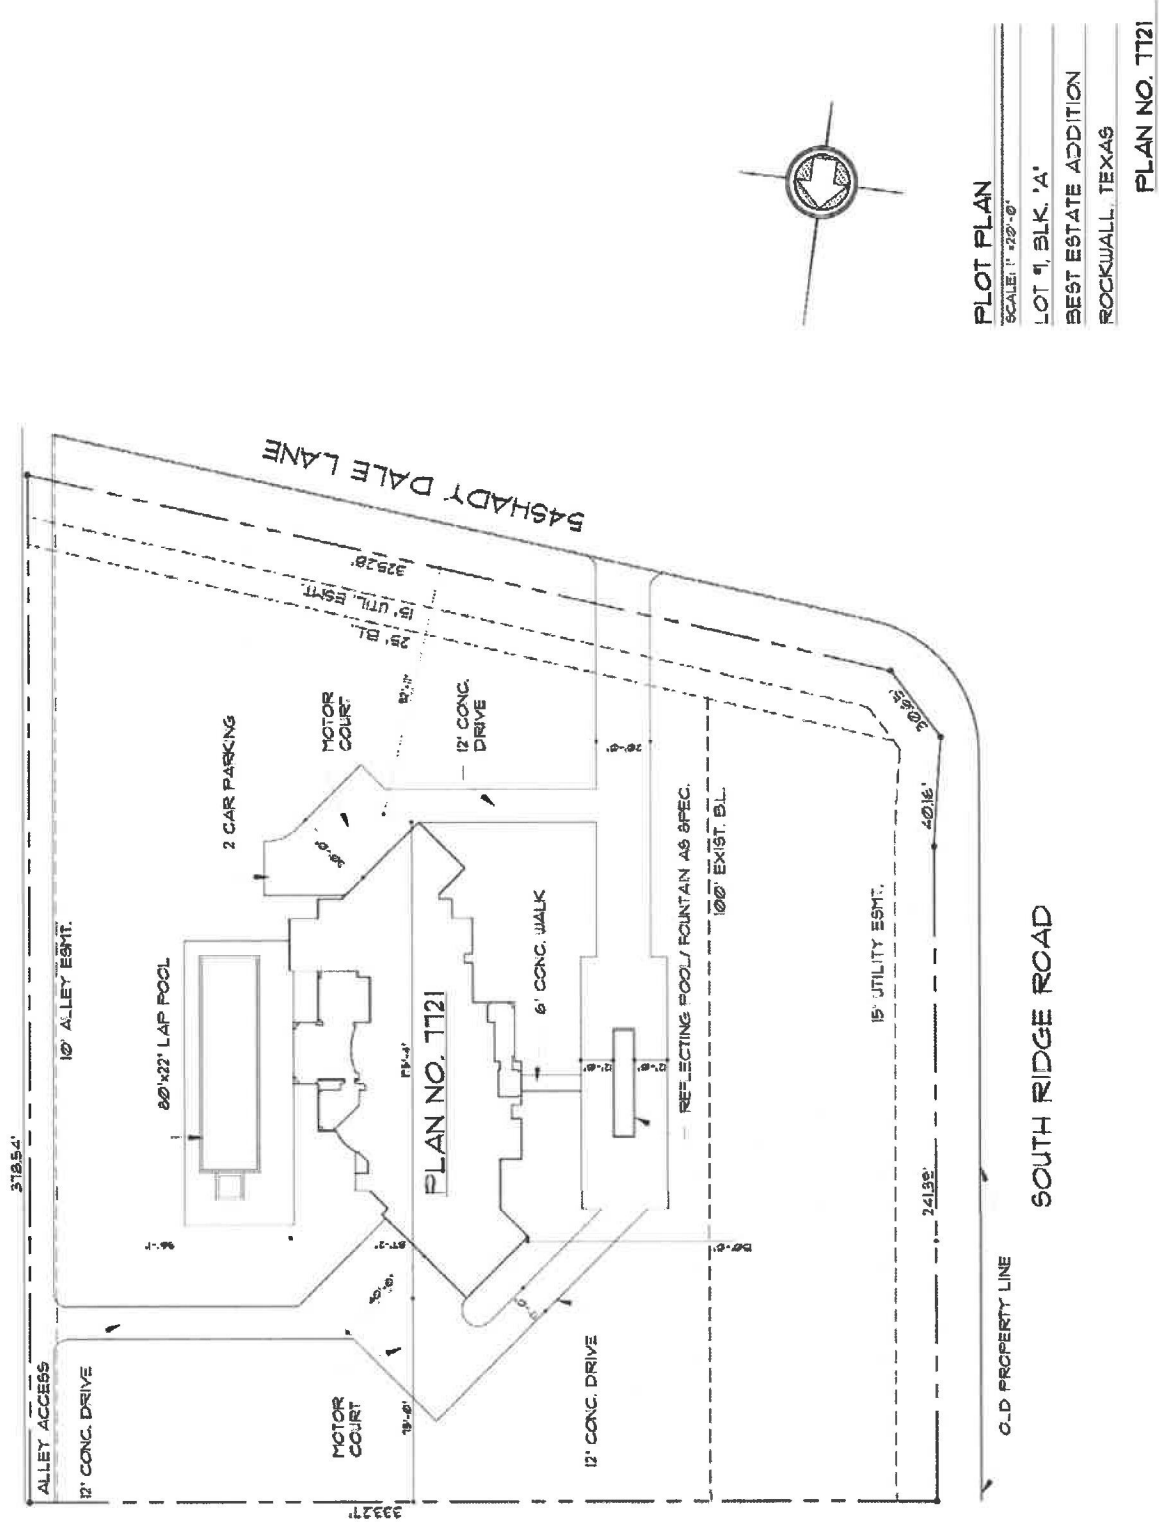 378.54'
ALLEY ACCESS
10' ALLEY ESMT.
12' CONC. DRIVE
80'x22' LAP POOL
2 CAR PARKING
MOTOR
COURT
MOTOR
COURT
12' CONC.
DRIVE
54SHADY DALE LANE
325.28'
15' UTIL. ESMT.
25' B.L.
333.27'
PLAN NO. 7721
6' CONC. WALK
REFLECTING POOL/ FOUNTAIN AS SPEC.
100' EXIST. B.L.
12' CONC. DRIVE
15' UTILITY ESMT.
30.65'
40.16'
241.39'
OLD PROPERTY LINE
SOUTH RIDGE ROAD
PLOT PLAN
SCALE: 1" =20'-0"
LOT #1, BLK. 'A'
BEST ESTATE ADDITION
ROCKWALL, TEXAS
PLAN NO. 7721